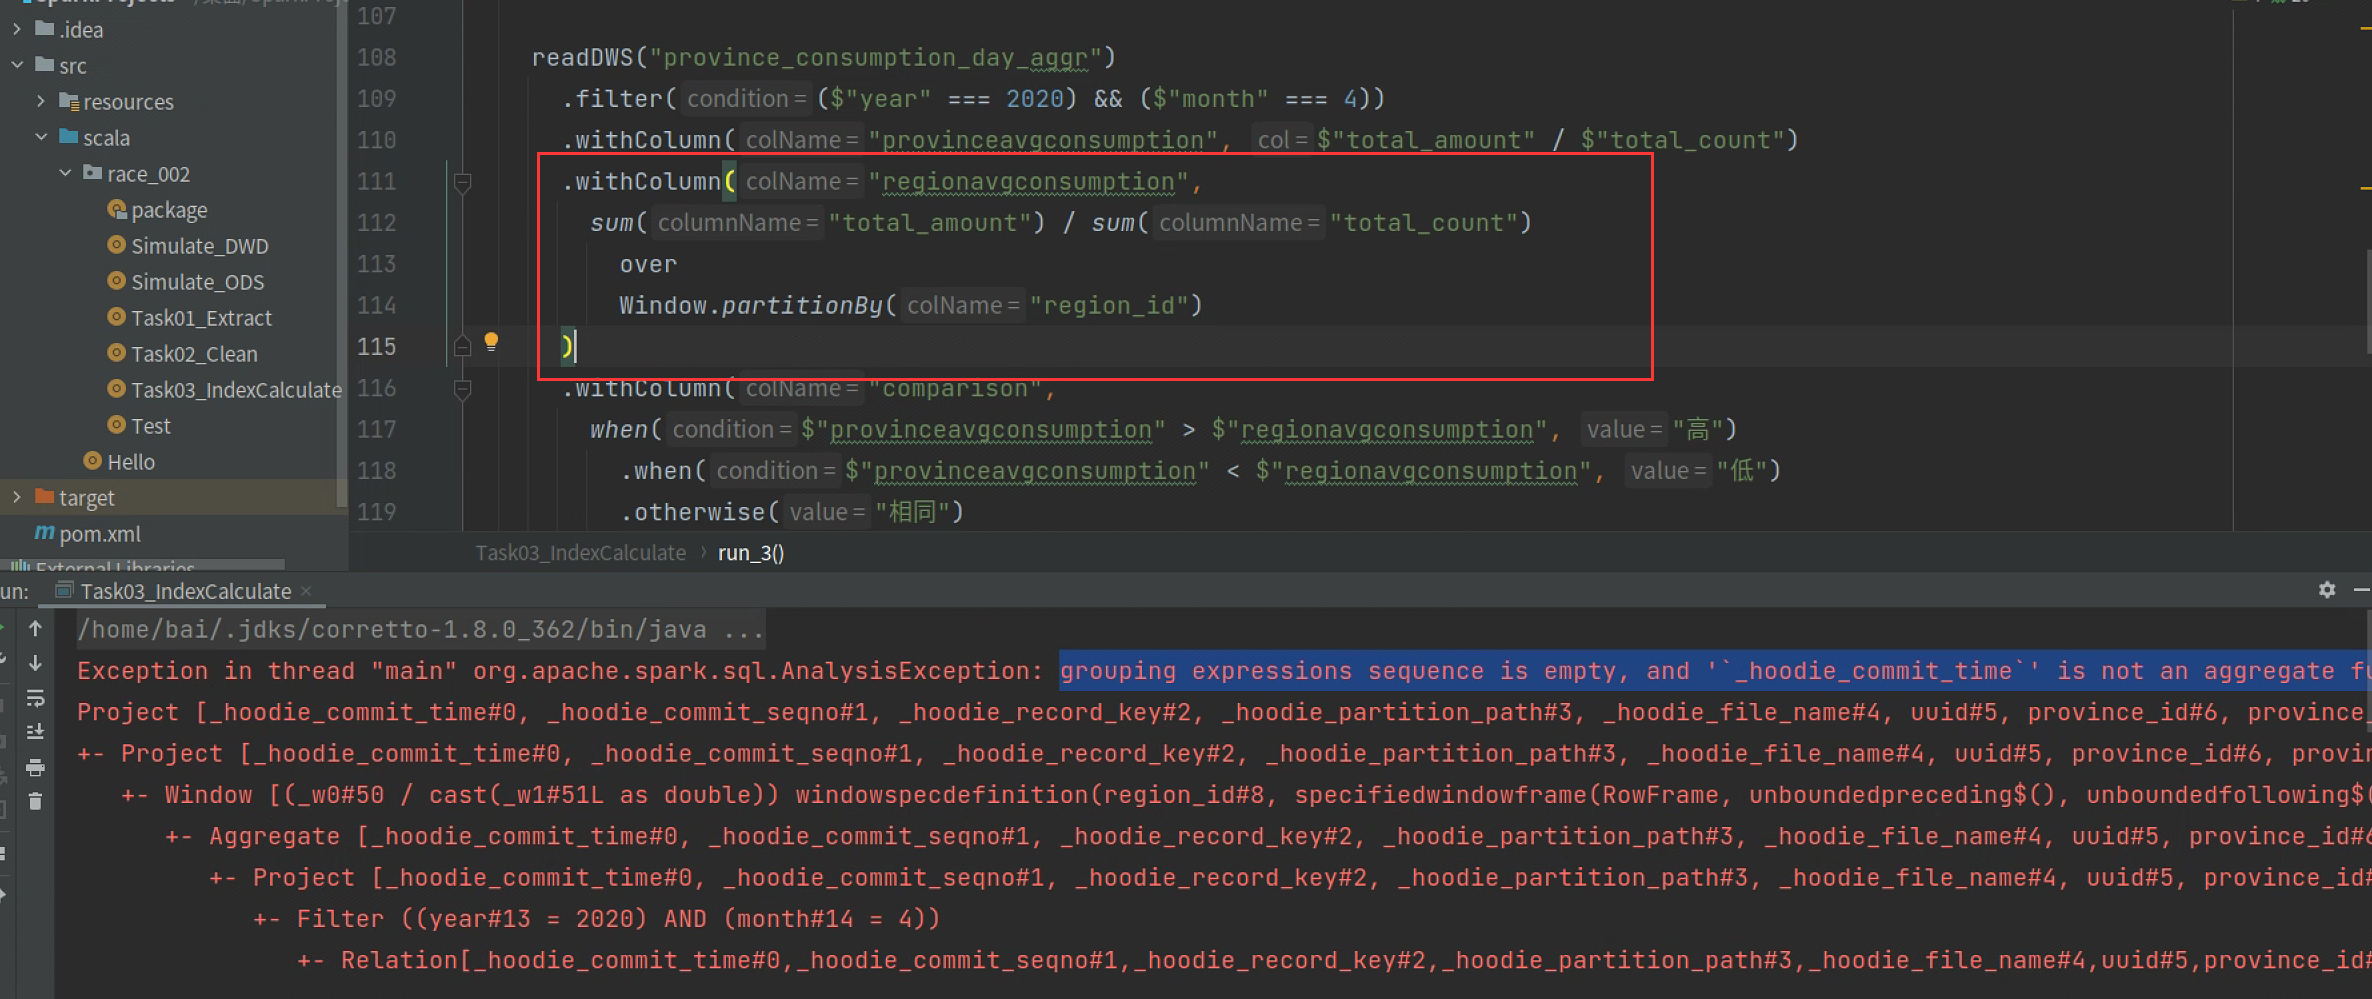 .idea
src
resources
scala
race_002
package
Simulate_DWD
Simulate_ODS
Task01_Extract
Task02_Clean
Task03_IndexCalculate
Test
Hello
target
pom.xml
External Libraries
107
108 readDWS("province_consumption_day_aggr")
109 .filter( condition = ($"year" === 2020) && ($"month" === 4))
110 .withColumn( colName = "provinceavgconsumption", col = $"total_amount" / $"total_count")
111 .withColumn( colName = "regionavgconsumption",
112 sum( columnName = "total_amount") / sum( columnName = "total_count")
113 over
114 Window.partitionBy( colName = "region_id")
115 )
116 .withColumn( colName = "comparison",
117 when( condition = $"provinceavgconsumption" > $"regionavgconsumption", value = "高")
118 .when( condition = $"provinceavgconsumption" < $"regionavgconsumption", value = "低")
119 .otherwise( value = "相同")
Task03_IndexCalculate › run_3()
un: Task03_IndexCalculate ×
/home/bai/.jdks/corretto-1.8.0_362/bin/java ...
Exception in thread "main" org.apache.spark.sql.AnalysisException: grouping expressions sequence is empty, and '`_hoodie_commit_time`' is not an aggregate fu
Project [_hoodie_commit_time#0, _hoodie_commit_seqno#1, _hoodie_record_key#2, _hoodie_partition_path#3, _hoodie_file_name#4, uuid#5, province_id#6, province_
+- Project [_hoodie_commit_time#0, _hoodie_commit_seqno#1, _hoodie_record_key#2, _hoodie_partition_path#3, _hoodie_file_name#4, uuid#5, province_id#6, provin
+- Window [(_w0#50 / cast(_w1#51L as double)) windowspecdefinition(region_id#8, specifiedwindowframe(RowFrame, unboundedpreceding$(), unboundedfollowing$(
+- Aggregate [_hoodie_commit_time#0, _hoodie_commit_seqno#1, _hoodie_record_key#2, _hoodie_partition_path#3, _hoodie_file_name#4, uuid#5, province_id#6
+- Project [_hoodie_commit_time#0, _hoodie_commit_seqno#1, _hoodie_record_key#2, _hoodie_partition_path#3, _hoodie_file_name#4, uuid#5, province_id#
+- Filter ((year#13 = 2020) AND (month#14 = 4))
+- Relation[_hoodie_commit_time#0,_hoodie_commit_seqno#1,_hoodie_record_key#2,_hoodie_partition_path#3,_hoodie_file_name#4,uuid#5,province_id#